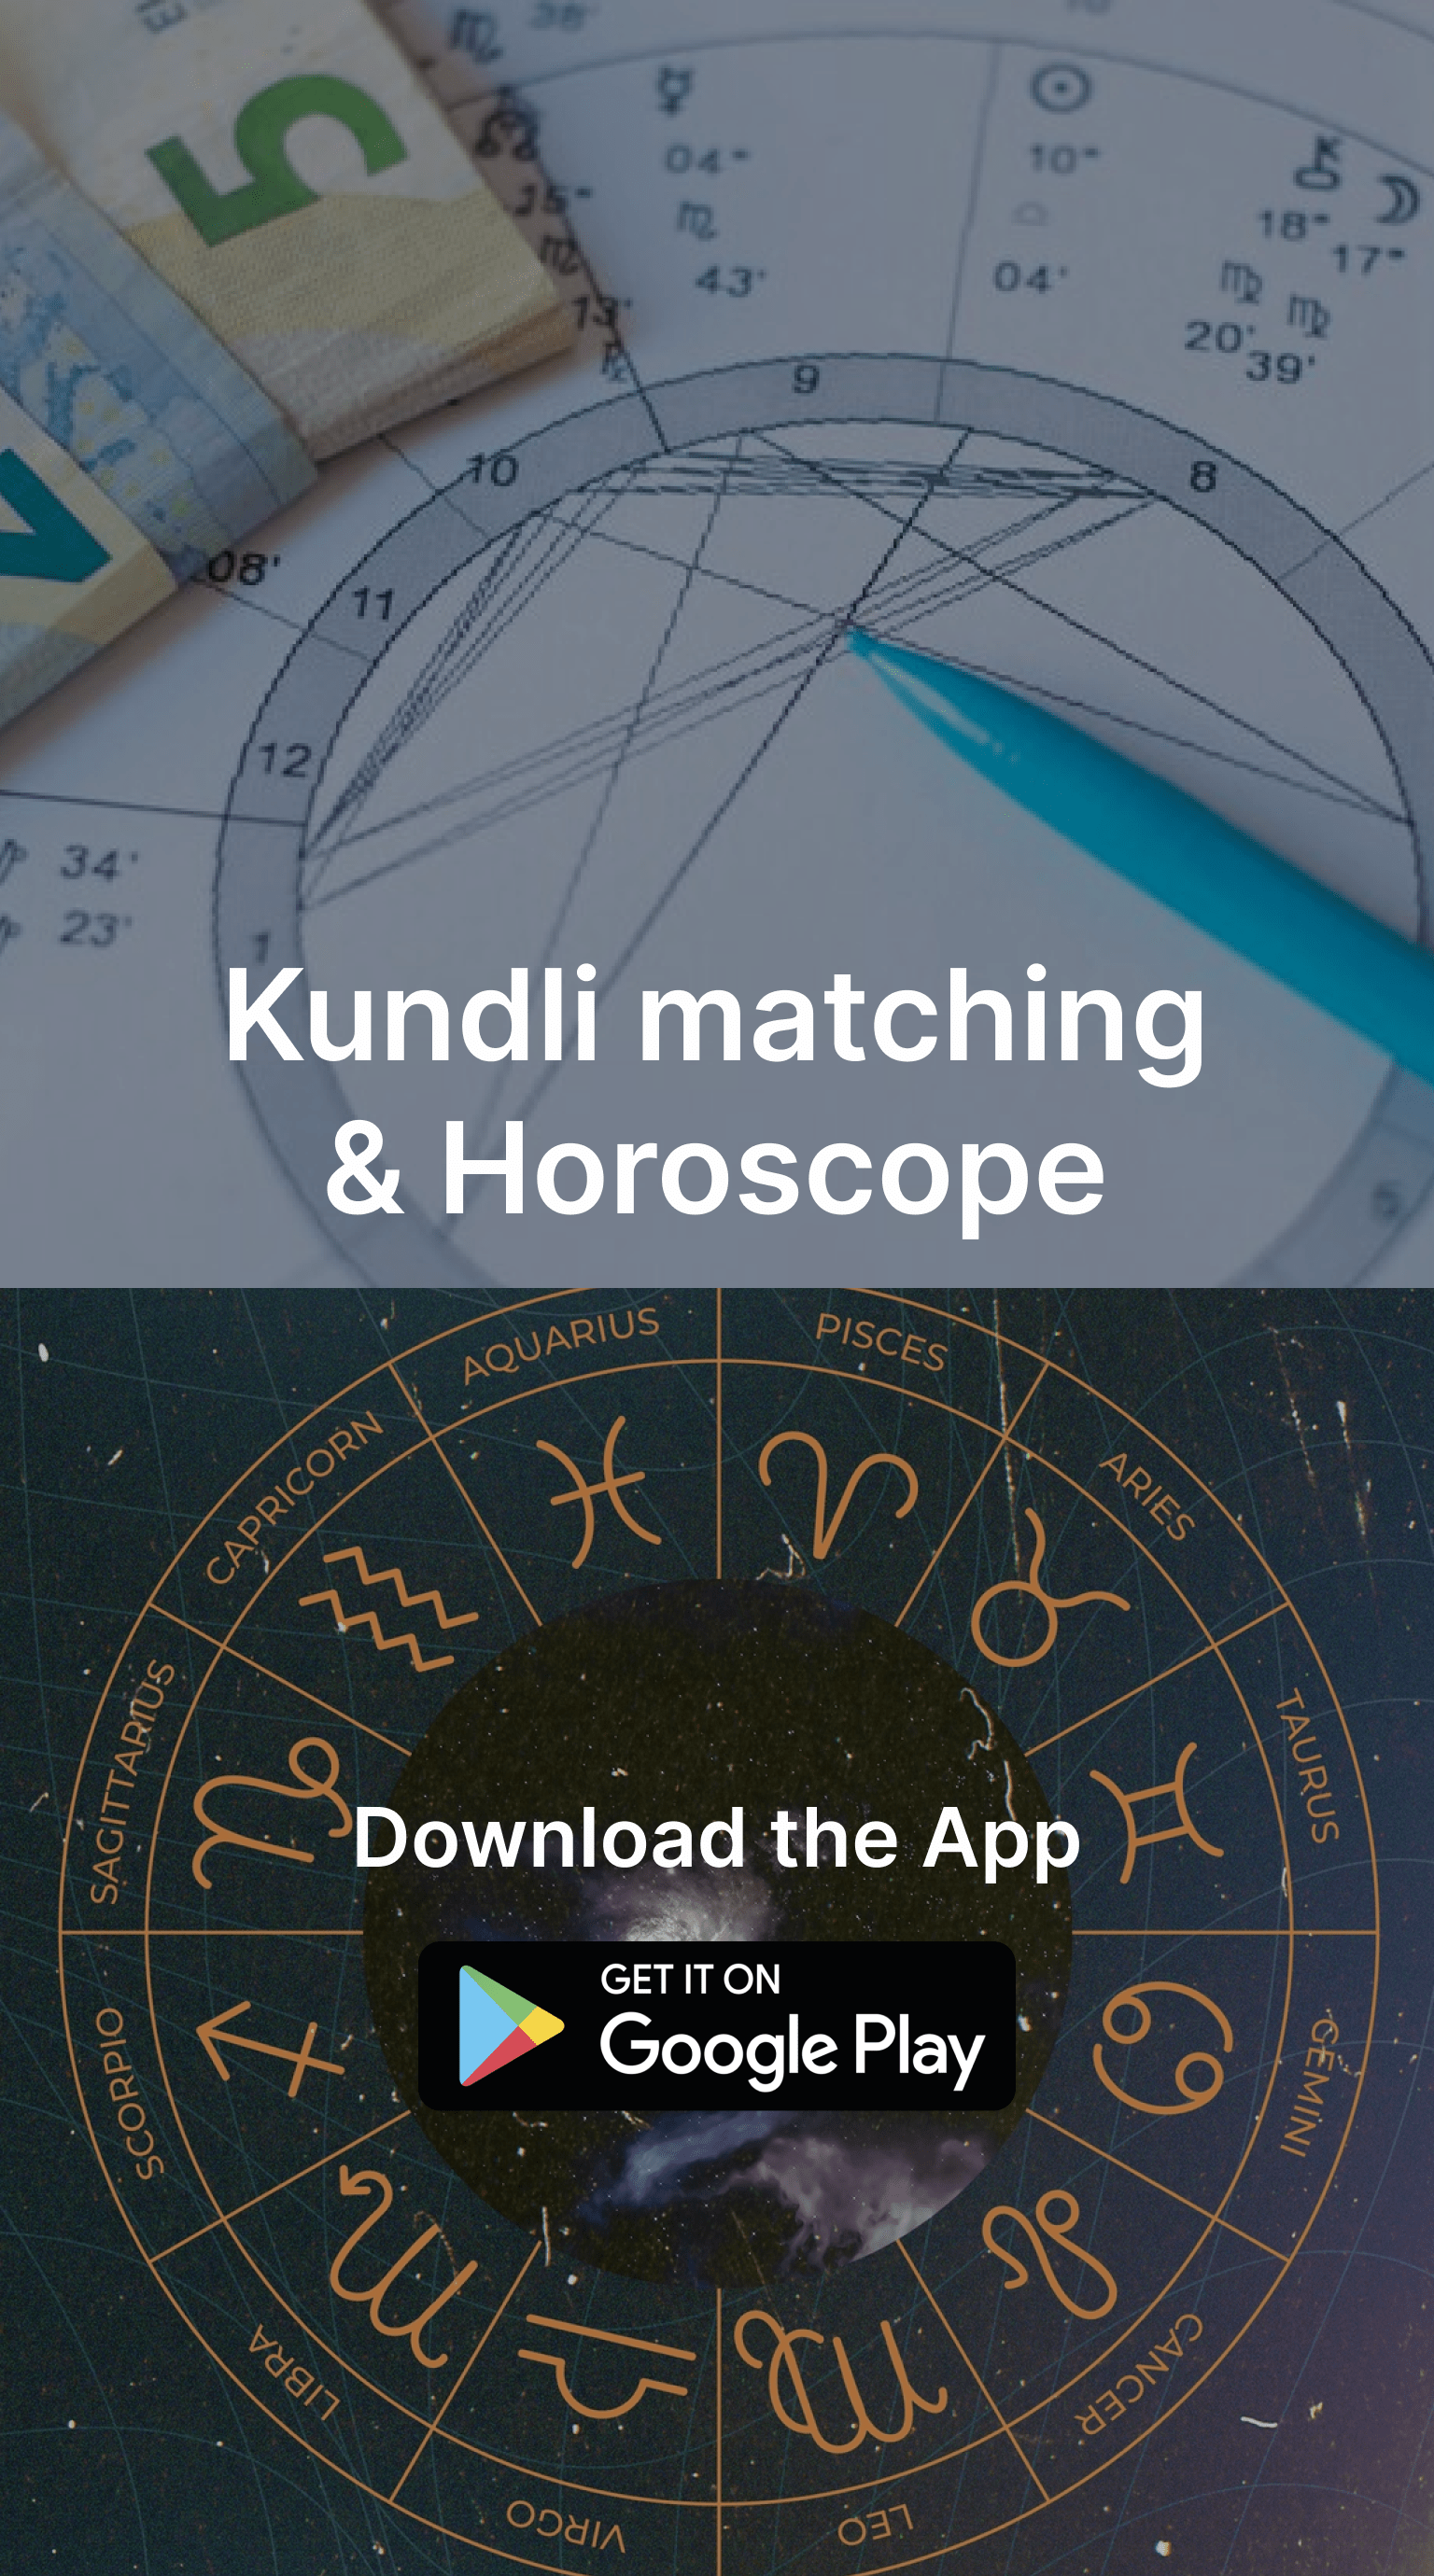 5
38'
04
43'
15
13'
10
04'
18
17
20'
39'
9
10
8
08'
11
12
34'
23'
1
Kundli matching
& Horoscope
5
AQUARIUS
PISCES
CAPRICORN
ARIES
SAGITTARIUS
TAURUS
Download the App
GET IT ON
Google Play
SCORPIO
GEMINI
LIBRA
CANCER
VIRGO
LEO